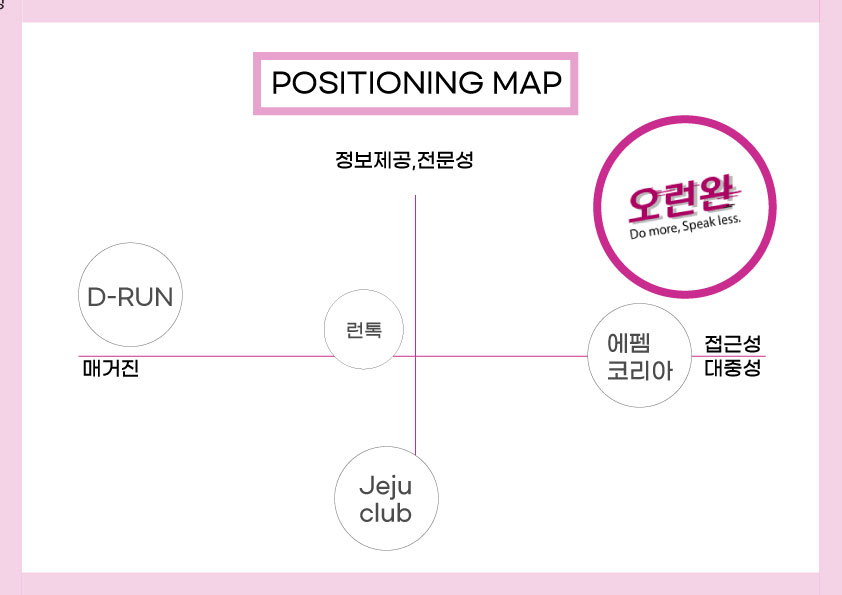 POSITIONING MAP
정보제공,전문성
오런완
Do more, Speak less.
D-RUN
런톡
에펨
코리아
접근성
대중성
매거진
Jeju
club